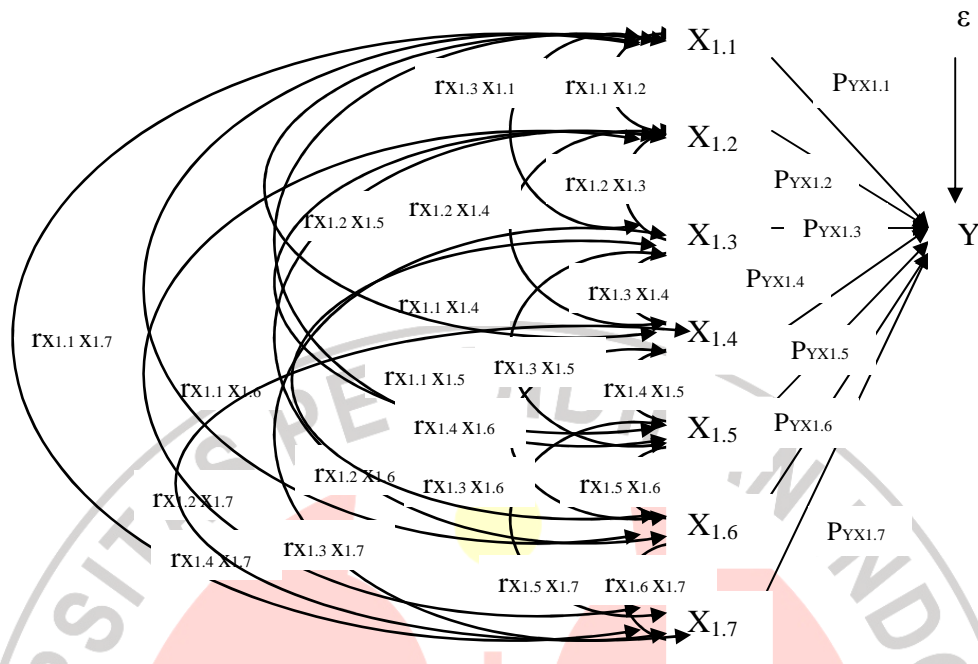 ε
X1.1
PYX1.1
rX1.3 X1.1 rX1.1 X1.2
X1.2
rX1.2 X1.3
PYX1.2
rX1.2 X1.5 rX1.2 X1.4
X1.3
PYX1.3
Y
PYX1.4
rX1.3 X1.4
rX1.1 X1.4
X1.4
rX1.1 X1.7
PYX1.5
rX1.3 X1.5
rX1.1 X1.5
rX1.1 X1.6
rX1.4 X1.5
rX1.4 X1.6
X1.5
PYX1.6
rX1.2 X1.6
rX1.3 X1.6
rX1.5 X1.6
rX1.2 X1.7
X1.6
PYX1.7
rX1.4 X1.7
rX1.3 X1.7
rX1.5 X1.7 rX1.6 X1.7
X1.7